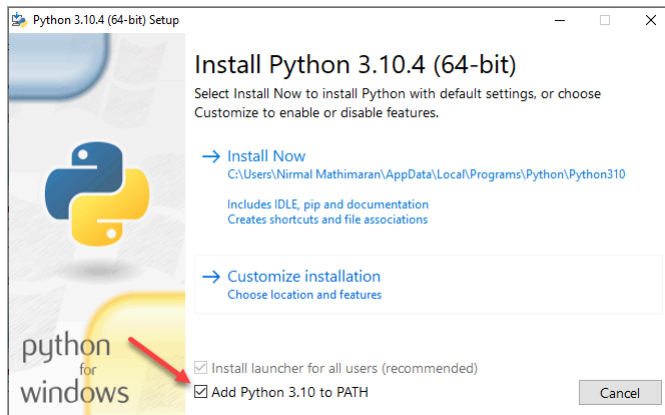 Python 3.10.4 (64-bit) Setup
Install Python 3.10.4 (64-bit)
Select Install Now to install Python with default settings, or choose
Customize to enable or disable features.
Install Now
C:\Users\Nirmal Mathimaran\AppData\Local\Programs\Python\Python310
Includes IDLE, pip and documentation
Creates shortcuts and file associations
Customize installation
Choose location and features
python
for
windows
Install launcher for all users (recommended)
Add Python 3.10 to PATH
Cancel